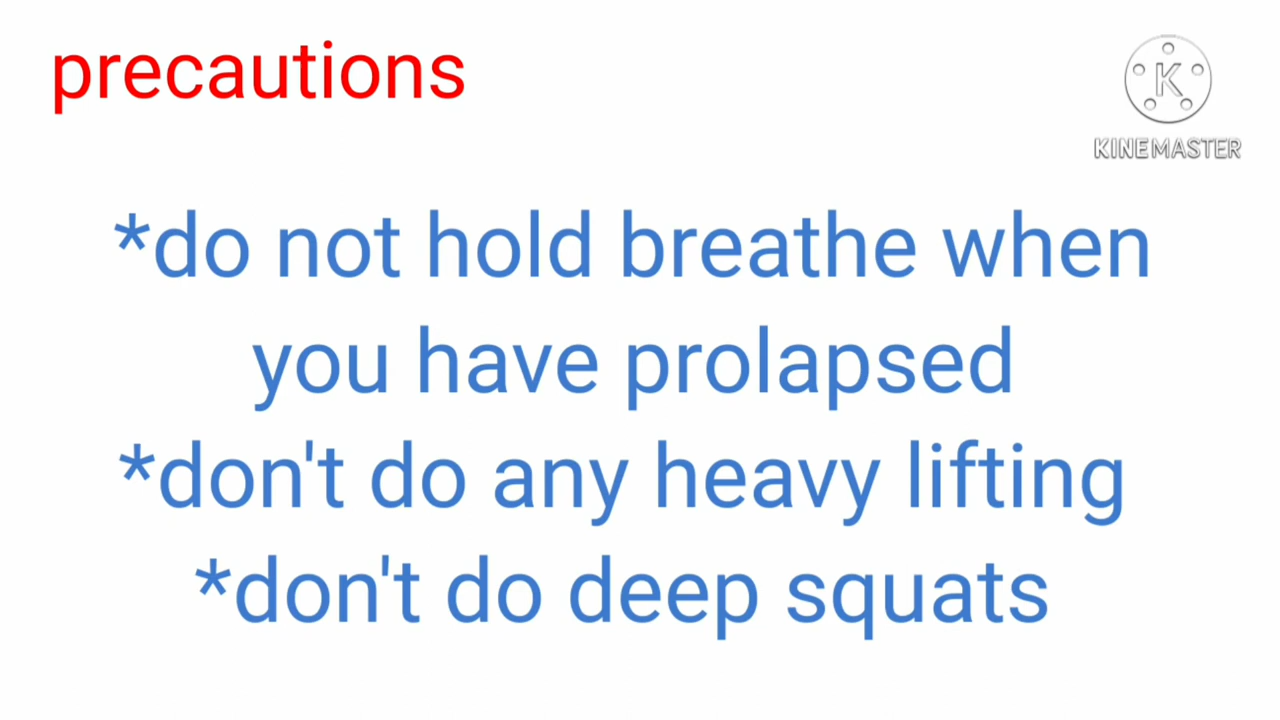 precautions
K
KINEMASTER
*do not hold breathe when
you have prolapsed
*don't do any heavy lifting
*don't do deep squats